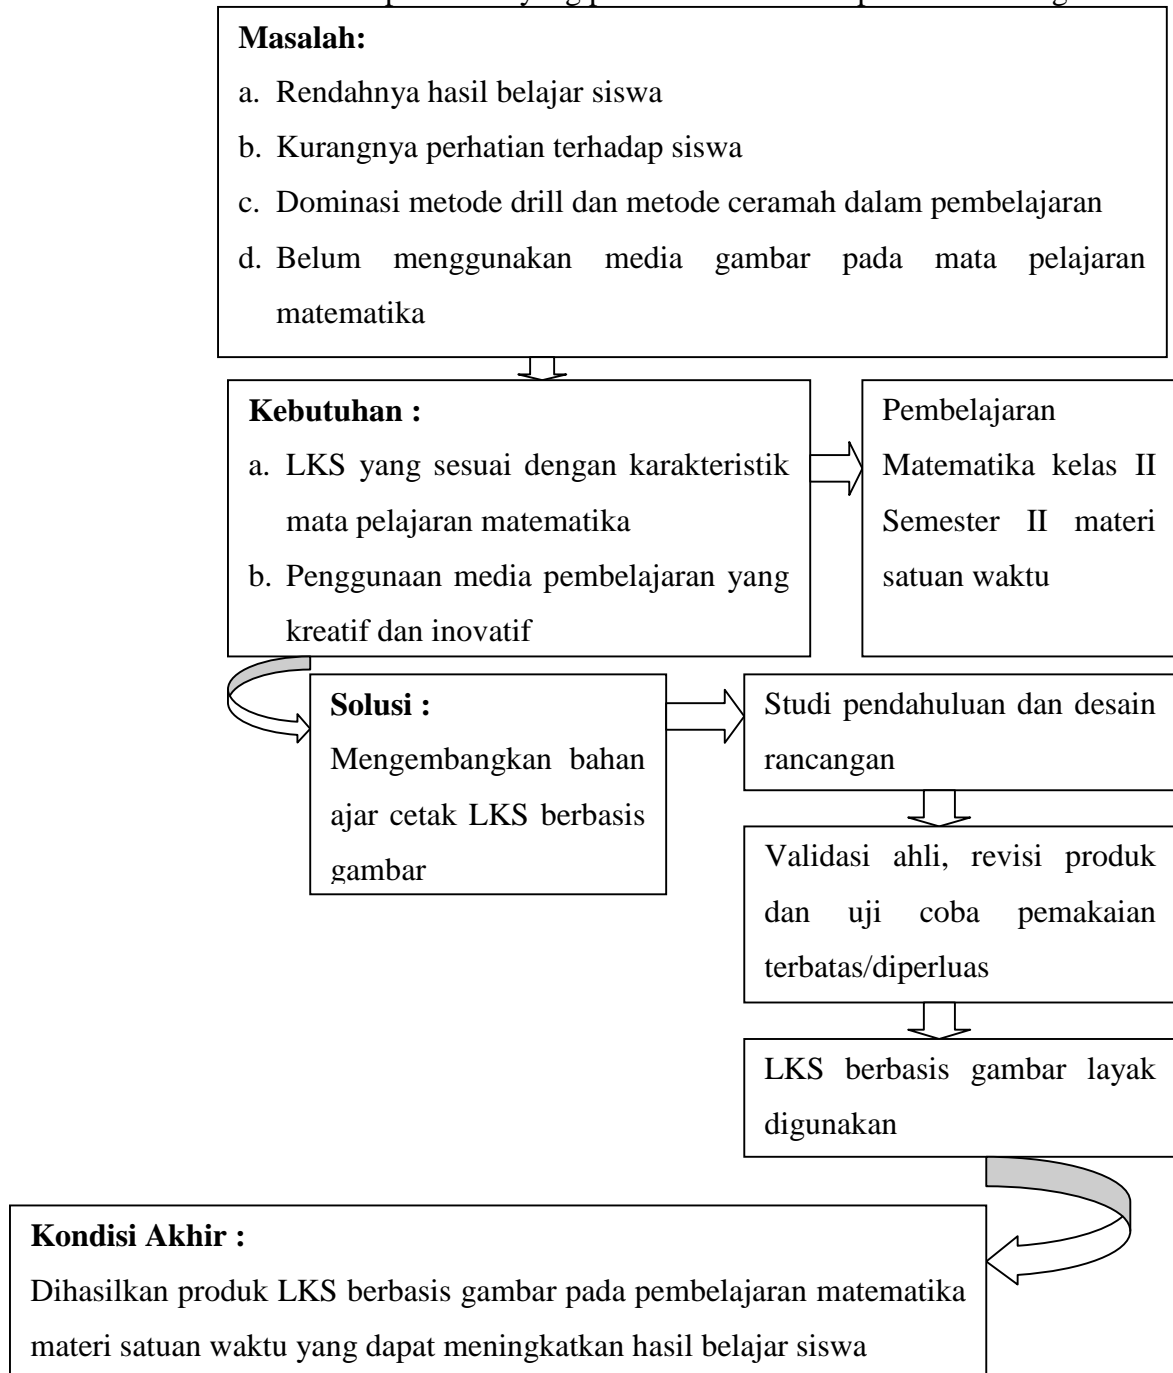 Masalah:
a. Rendahnya hasil belajar siswa
b. Kurangnya perhatian terhadap siswa
c. Dominasi metode drill dan metode ceramah dalam pembelajaran
d. Belum menggunakan media gambar pada mata pelajaran
matematika
Kebutuhan :
a. LKS yang sesuai dengan karakteristik
mata pelajaran matematika
b. Penggunaan media pembelajaran yang
kreatif dan inovatif
Pembelajaran
Matematika kelas II
Semester II materi
satuan waktu
Solusi :
Mengembangkan bahan
ajar cetak LKS berbasis
gambar
Studi pendahuluan dan desain
rancangan
Validasi ahli, revisi produk
dan uji coba pemakaian
terbatas/diperluas
LKS berbasis gambar layak
digunakan
Kondisi Akhir :
Dihasilkan produk LKS berbasis gambar pada pembelajaran matematika
materi satuan waktu yang dapat meningkatkan hasil belajar siswa